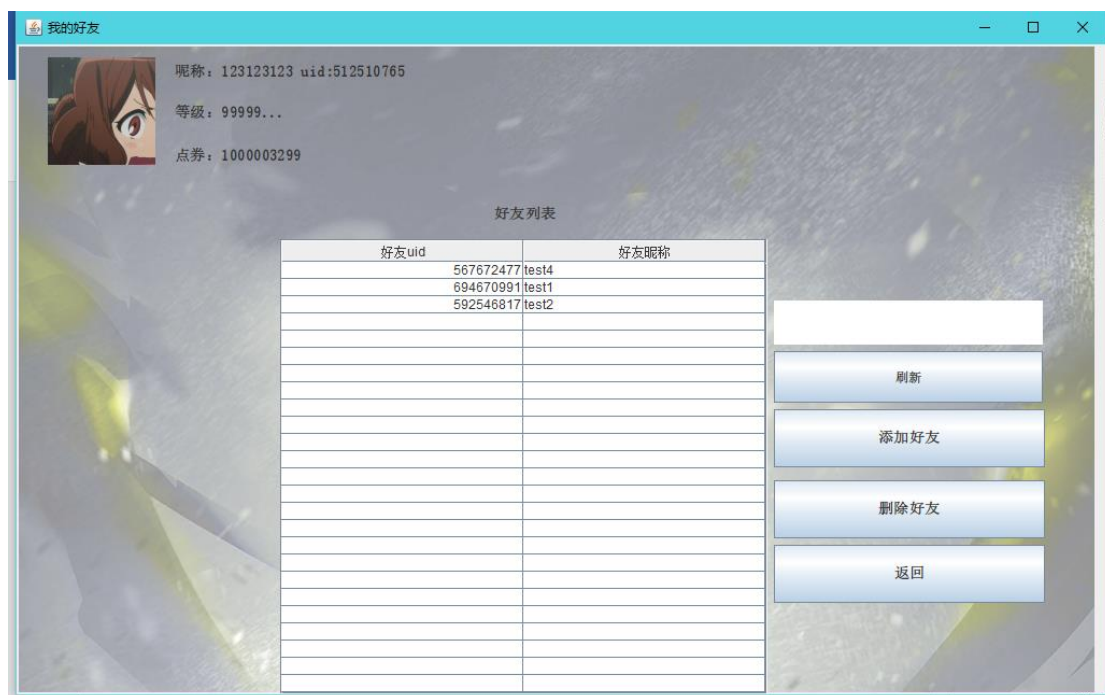 我的好友
呢称：123123123 uid:512510765
等级：99999...
点券：1000003299
好友列表
好友uid 好友昵称
567672477 test4
694670991 test1
592546817 test2
刷新
添加好友
删除好友
返回